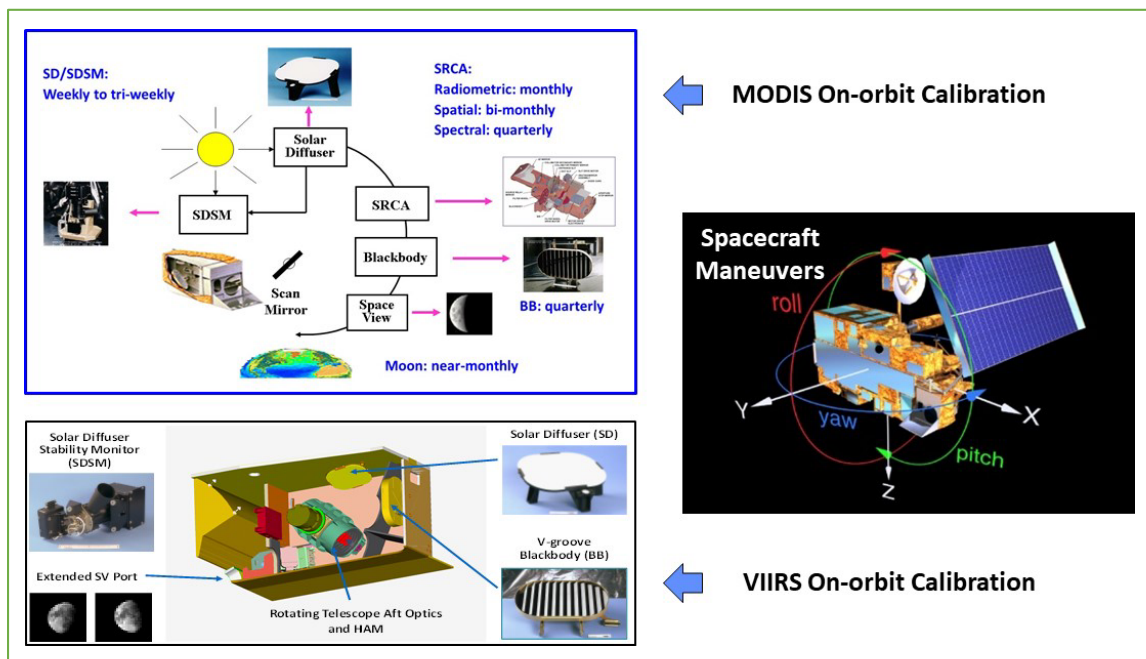 SD/SDSM:
Weekly to tri-weekly
SRCA:
Radiometric: monthly
Spatial: bi-monthly
Spectral: quarterly
Solar
Diffuser
SDSM
SRCA
Blackbody
Scan
Mirror
Space
View
BB: quarterly
Moon: near-monthly
MODIS On-orbit Calibration
Spacecraft
Maneuvers
roll
Y
yaw
X
pitch
Z
Solar Diffuser
Stability Monitor
(SDSM)
Solar Diffuser (SD)
V-groove
Blackbody (BB)
Extended SV Port
Rotating Telescope Aft Optics
and HAM
VIIRS On-orbit Calibration